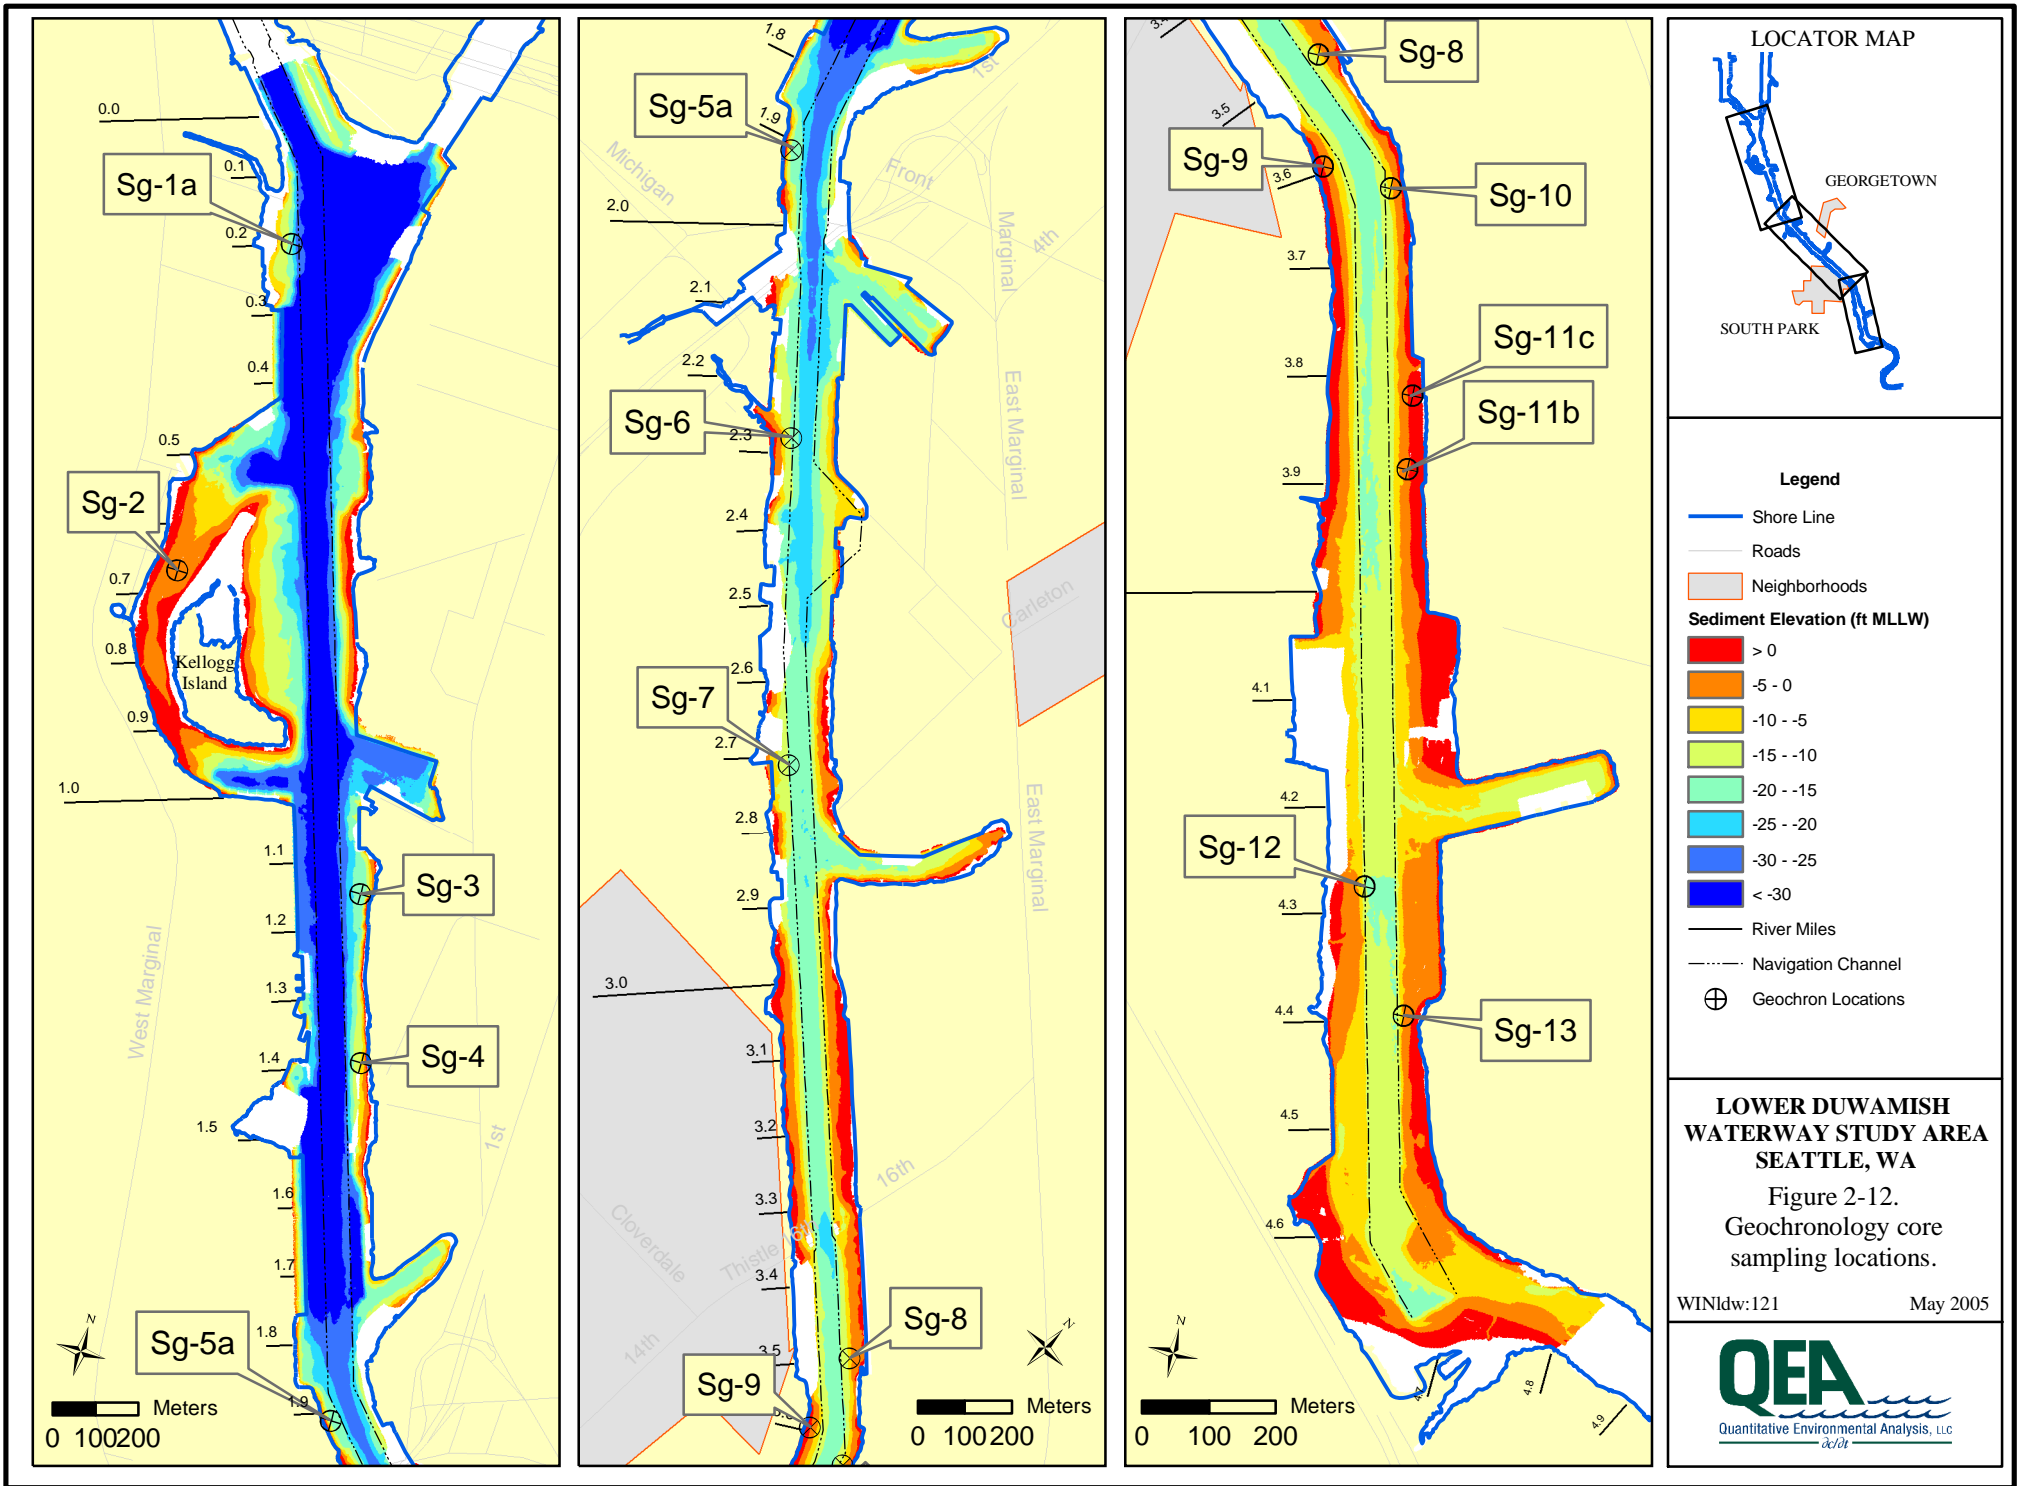 0.0
0.1
Sg-1a
0.2
0.3
0.4
0.5
Sg-2
0.7
0.8
Kellogg
Island
0.9
1.0
1.1
Sg-3
1.2
West Marginal
1.3
1.4
Sg-4
1.5
1st
1.6
1.7
1.8
Sg-5a
1.9
N
Meters
0 100 200
1.8
1st
Sg-5a
1.9
Michigan
Front
2.0
Marginal
4th
2.1
2.2
East Marginal
Sg-6
2.3
2.4
2.5
Carleton
2.6
Sg-7
2.7
East Marginal
2.8
2.9
3.0
3.1
3.2
16th
3.3
Cloverdale
Thistle 16th
3.4
14th
Sg-8
3.5
Sg-9
N
Meters
0 100 200
3.4
Sg-8
3.5
Sg-9
3.6
Sg-10
3.7
Sg-11c
3.8
Sg-11b
3.9
4.1
4.2
Sg-12
4.3
4.4
Sg-13
4.5
4.6
4.7
4.8
4.9
N
Meters
0 100 200
LOCATOR MAP
GEORGETOWN
SOUTH PARK
Legend
Shore Line
Roads
Neighborhoods
Sediment Elevation (ft MLLW)
> 0
-5 - 0
-10 - -5
-15 - -10
-20 - -15
-25 - -20
-30 - -25
< -30
River Miles
Navigation Channel
Geochron Locations
LOWER DUWAMISH
WATERWAY STUDY AREA
SEATTLE, WA
Figure 2-12.
Geochronology core
sampling locations.
WINldw:121 May 2005
QEA
Quantitative Environmental Analysis, LLC
∂c/∂t